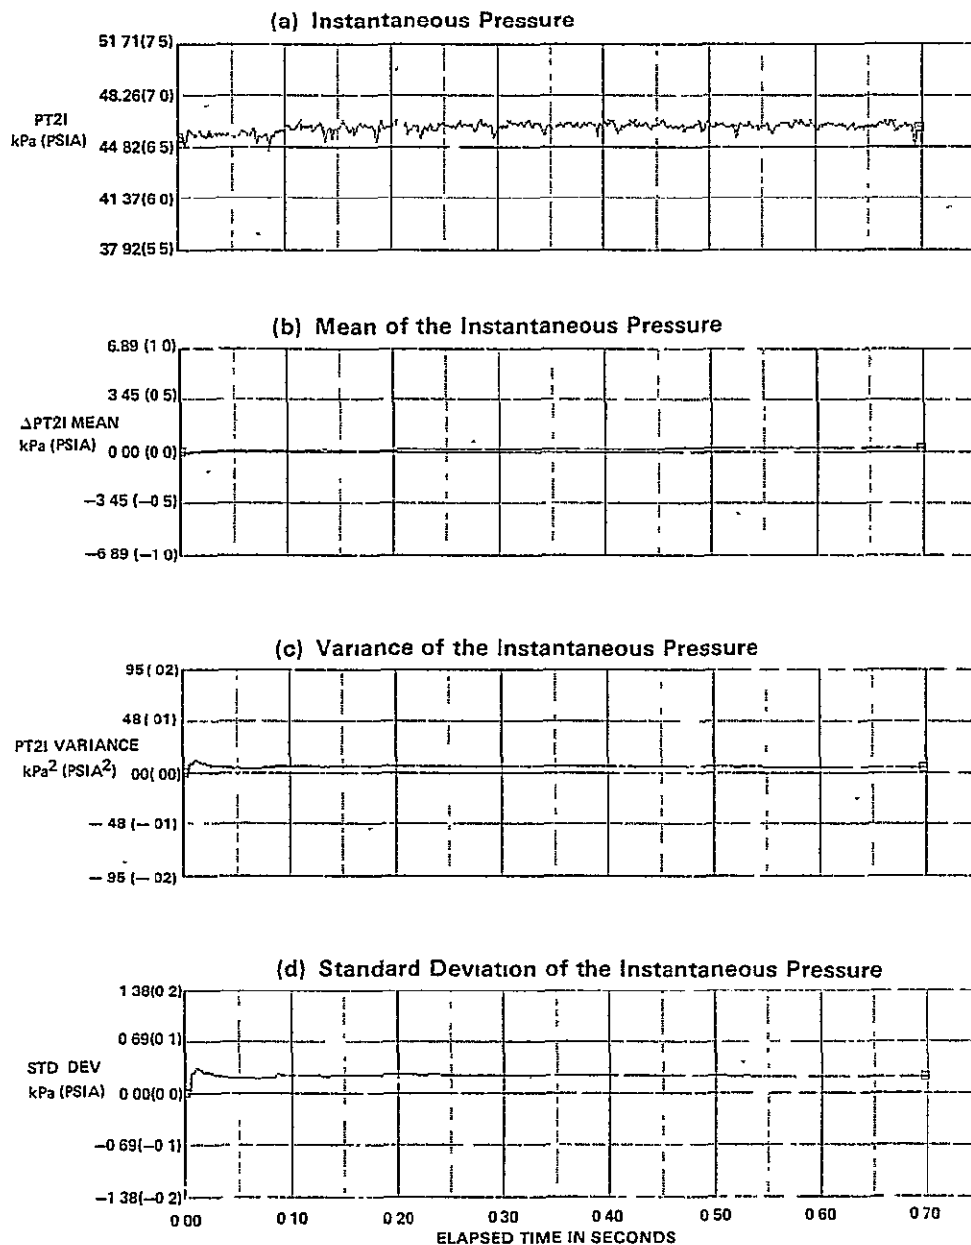 (a) Instantaneous Pressure
51 71(7 5)
48.26(7 0)
PT2I
kPa (PSIA)
44 82(6 5)
41 37(6 0)
37 92(5 5)
(b) Mean of the Instantaneous Pressure
6.89 (1 0)
3 45 (0 5)
ΔPT2I MEAN
kPa (PSIA)
0 00 (0 0)
−3 45 (−0 5)
−6 89 (−1 0)
(c) Variance of the Instantaneous Pressure
95 ( 02)
48 ( 01)
PT2I VARIANCE
kPa² (PSIA²)
00( 00)
− 48 (− 01)
− 95 (− 02)
(d) Standard Deviation of the Instantaneous Pressure
1 38(0 2)
0 69(0 1)
STD DEV
kPa (PSIA)
0 00(0 0)
−0 69(−0 1)
−1 38(−0 2)
0 00 0 10 0 20 0 30 0 40 0 50 0 60 0 70
ELAPSED TIME IN SECONDS